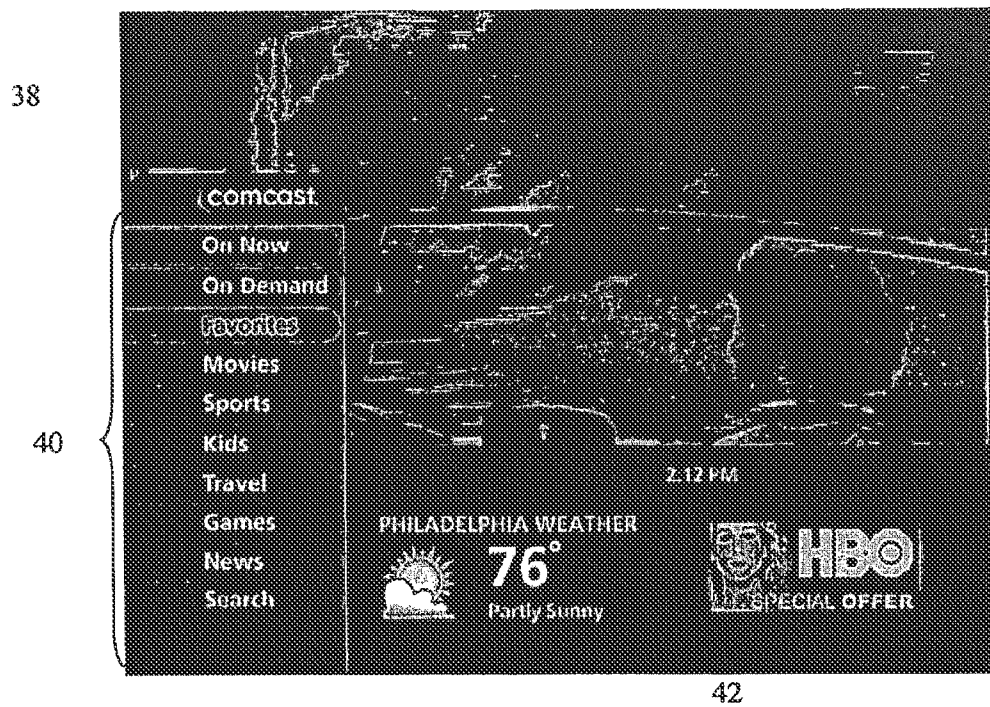 38
comcast
On Now
On Demand
Favorites
Movies
Sports
40
Kids
Travel
Games
News
Search
2:12 PM
PHILADELPHIA WEATHER
76°
Partly Sunny
HBO
SPECIAL OFFER
42